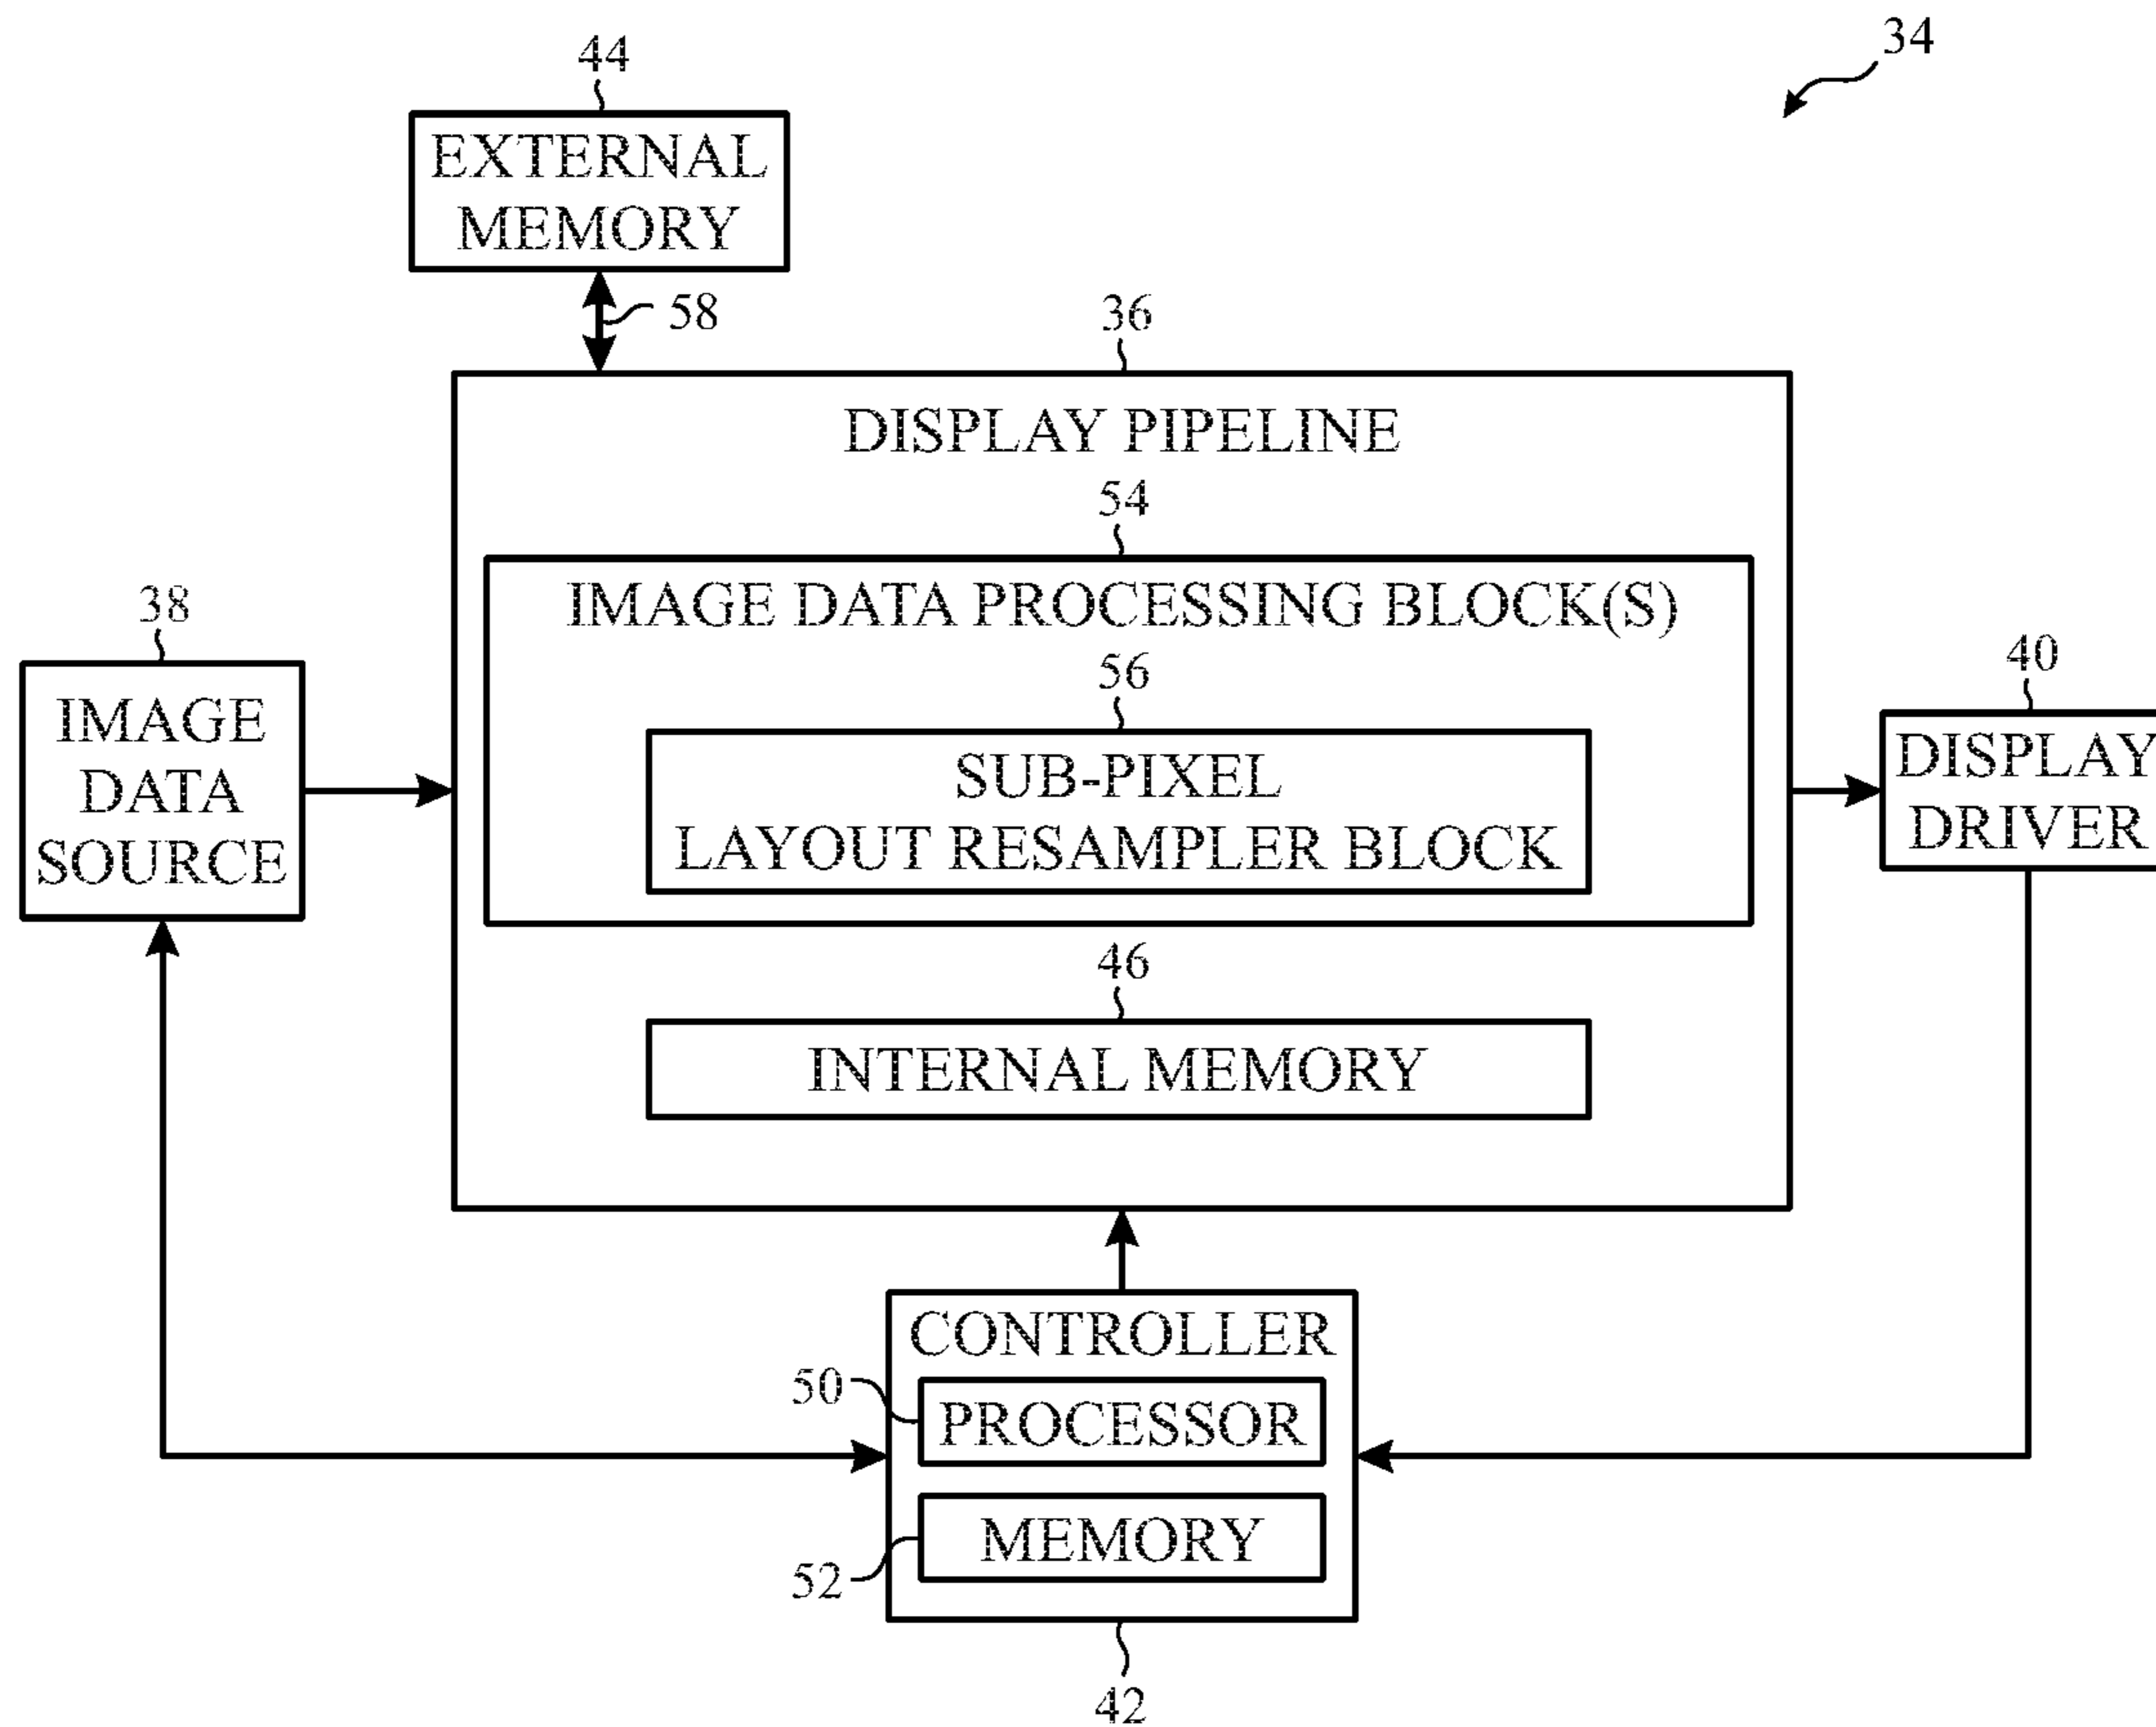 34
44
EXTERNAL
MEMORY
58
36
DISPLAY PIPELINE
54
IMAGE DATA PROCESSING BLOCK(S)
56
SUB-PIXEL
LAYOUT RESAMPLER BLOCK
46
INTERNAL MEMORY
38
IMAGE
DATA
SOURCE
40
DISPLAY
DRIVER
CONTROLLER
50
PROCESSOR
52
MEMORY
42